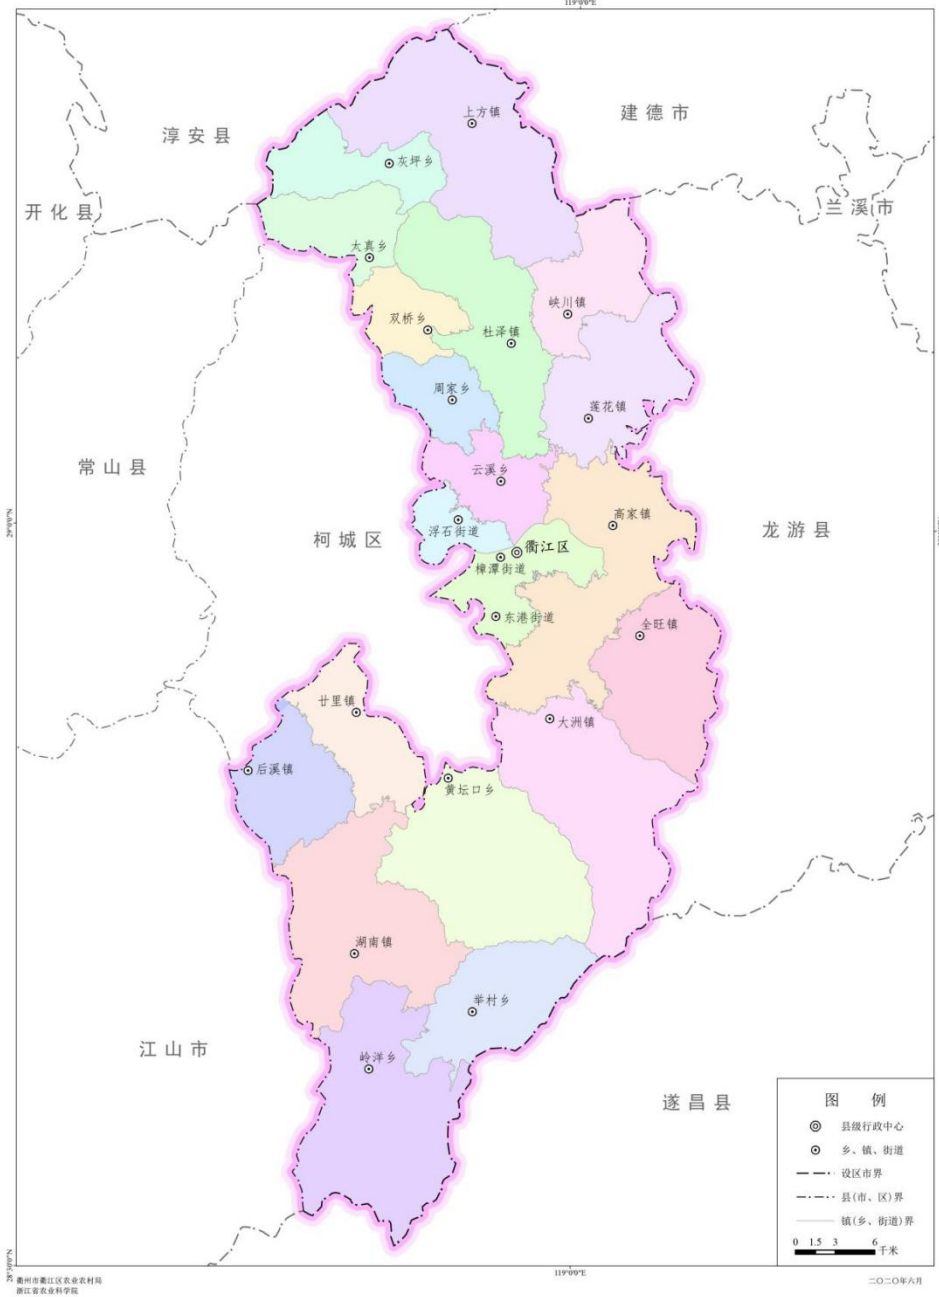 119°0′0″E
上方镇
建德市
淳安县
灰坪乡
开化县
兰溪市
太真乡
峡川镇
双桥乡
杜泽镇
周家乡
莲花镇
常山县
云溪乡
高家镇
浮石街道
龙游县
柯城区
衢江区
樟潭街道
东港街道
全旺镇
廿里镇
大洲镇
后溪镇
黄坛口乡
湖南镇
举村乡
江山市
岭洋乡
遂昌县
图 例
县级行政中心
乡、镇、街道
设区市界
县(市、区)界
镇(乡、街道)界
0 1.5 3 6
千米
119°0′0″E
衢州市衢江区农业农村局
浙江省农业科学院
二〇二〇年六月